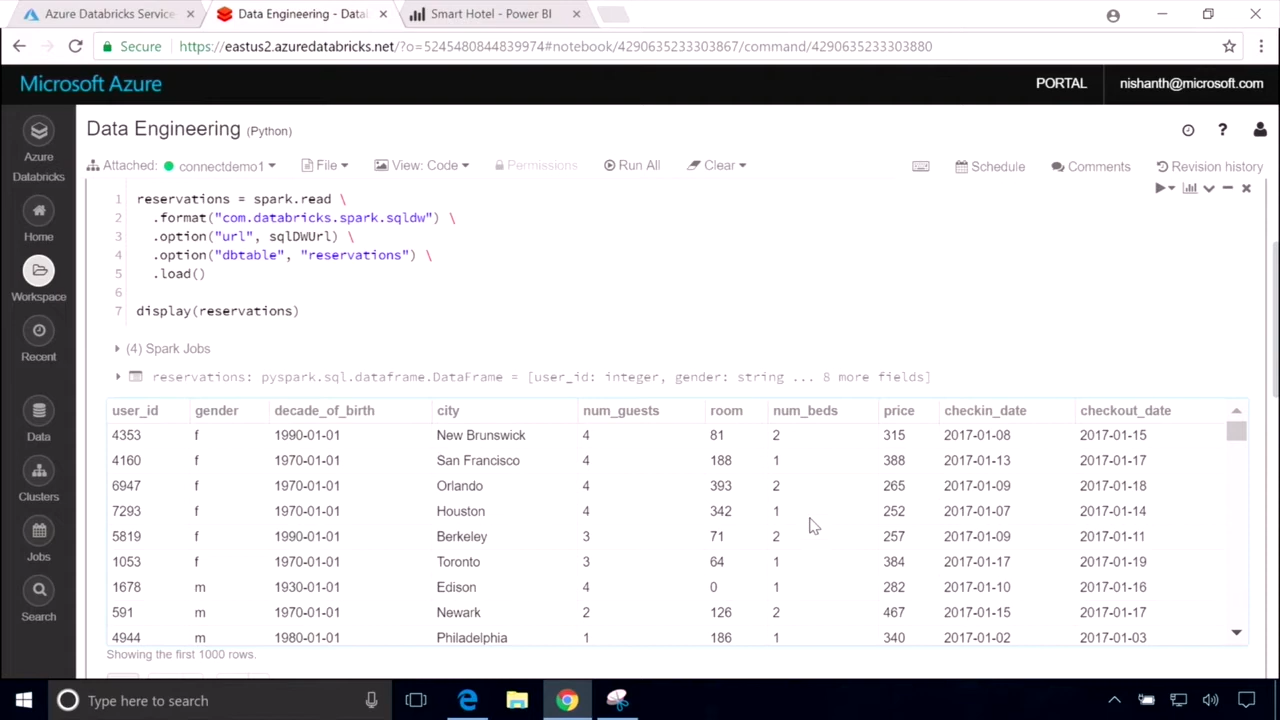 Azure Databricks Service
Data Engineering - Datab
Smart Hotel - Power BI
Secure
https://eastus2.azuredatabricks.net/?o=5245480844839974#notebook/4290635233303867/command/4290635233303880
Microsoft Azure
PORTAL
nishanth@microsoft.com
Azure
Databricks
Home
Workspace
Recent
Data
Clusters
Jobs
Search
Data Engineering (Python)
Attached: connectdemo1 File View: Code Permissions Run All Clear Schedule Comments Revision history
1 reservations = spark.read \
2 .format("com.databricks.spark.sqldw") \
3 .option("url", sqlDWUrl) \
4 .option("dbtable", "reservations") \
5 .load()
6
7 display(reservations)
(4) Spark Jobs
reservations: pyspark.sql.dataframe.DataFrame = [user_id: integer, gender: string ... 8 more fields]
user_id gender decade_of_birth city num_guests room num_beds price checkin_date checkout_date
4353 f 1990-01-01 New Brunswick 4 81 2 315 2017-01-08 2017-01-15
4160 f 1970-01-01 San Francisco 4 188 1 388 2017-01-13 2017-01-17
6947 f 1970-01-01 Orlando 4 393 2 265 2017-01-09 2017-01-18
7293 f 1970-01-01 Houston 4 342 1 252 2017-01-07 2017-01-14
5819 f 1990-01-01 Berkeley 3 71 2 257 2017-01-09 2017-01-11
1053 f 1970-01-01 Toronto 3 64 1 384 2017-01-17 2017-01-19
1678 m 1930-01-01 Edison 4 0 1 282 2017-01-10 2017-01-16
591 m 1970-01-01 Newark 2 126 2 467 2017-01-15 2017-01-17
4944 m 1980-01-01 Philadelphia 1 186 1 340 2017-01-02 2017-01-03
Showing the first 1000 rows.
Type here to search